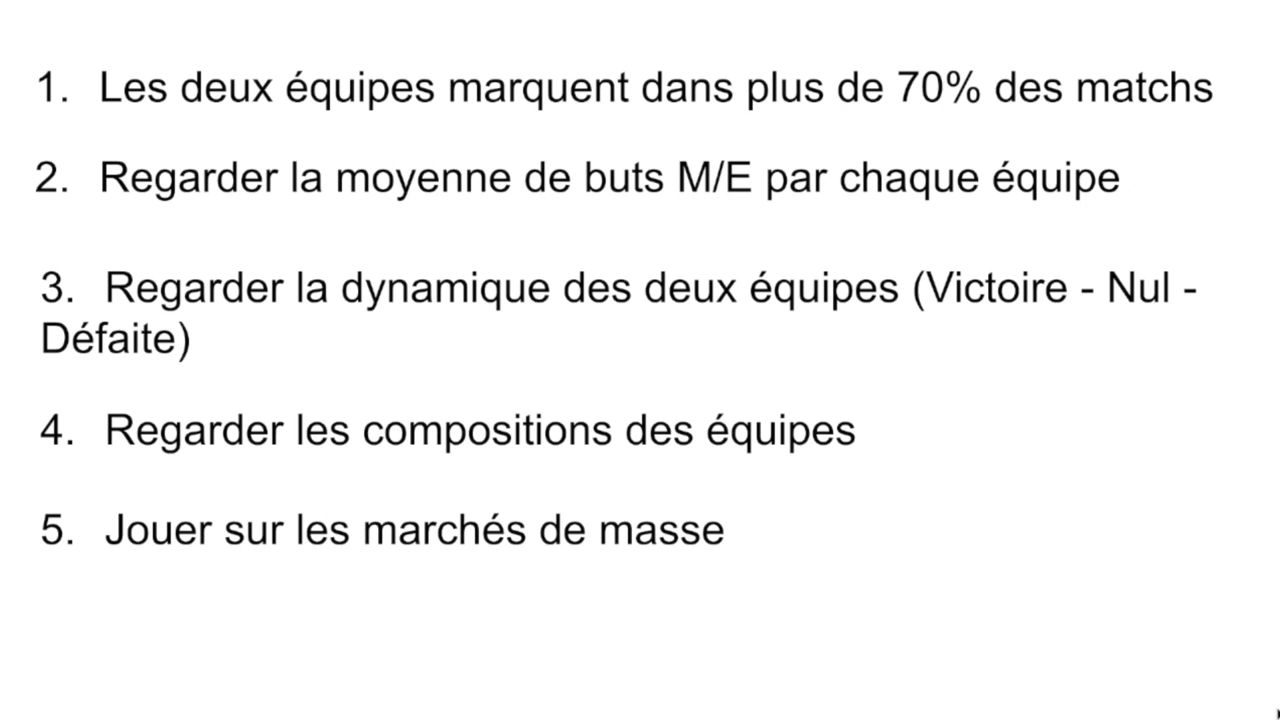 1. Les deux équipes marquent dans plus de 70% des matchs
2. Regarder la moyenne de buts M/E par chaque équipe
3. Regarder la dynamique des deux équipes (Victoire - Nul -
Défaite)
4. Regarder les compositions des équipes
5. Jouer sur les marchés de masse